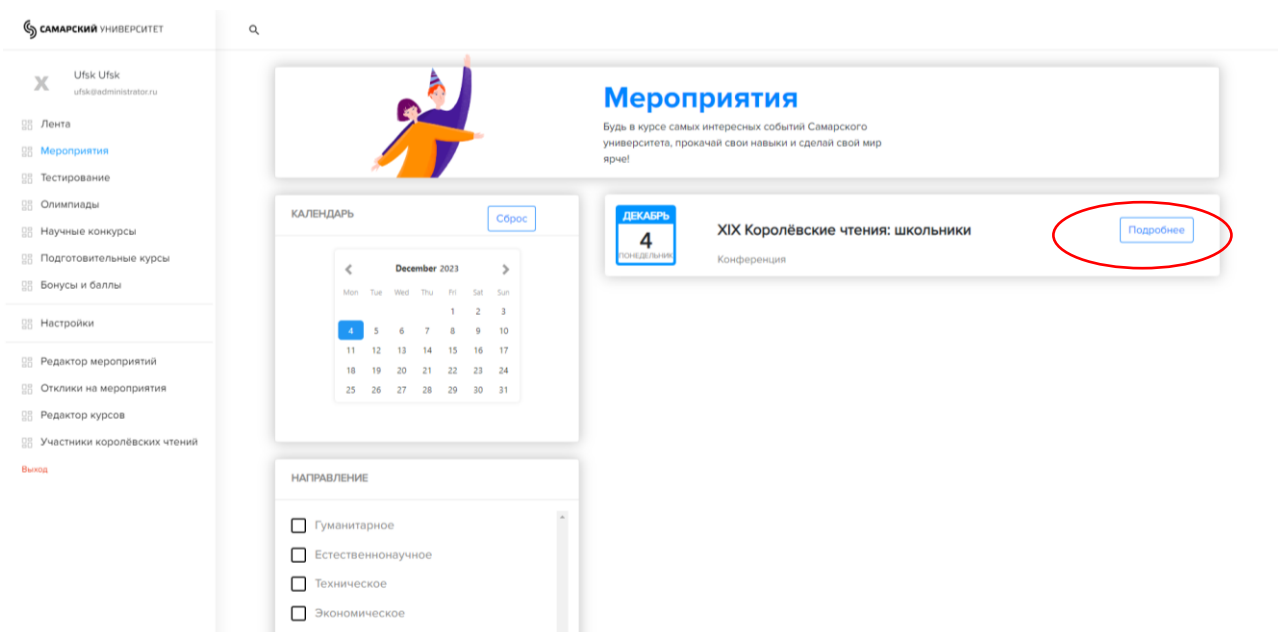 САМАРСКИЙ УНИВЕРСИТЕТ
X
Ufsk Ufsk
ufsk@administrator.ru
Лента
Мероприятия
Тестирование
Олимпиады
Научные конкурсы
Подготовительные курсы
Бонусы и баллы
Настройки
Редактор мероприятий
Отклики на мероприятия
Редактор курсов
Участники королёвских чтений
Выход
Мероприятия
Будь в курсе самых интересных событий Самарского
университета, прокачай свои навыки и сделай свой мир
ярче!
КАЛЕНДАРЬ
Сброс
December 2023
Mon Tue Wed Thu Fri Sat Sun
1 2 3
4 5 6 7 8 9 10
11 12 13 14 15 16 17
18 19 20 21 22 23 24
25 26 27 28 29 30 31
НАПРАВЛЕНИЕ
Гуманитарное
Естественнонаучное
Техническое
Экономическое
ДЕКАБРЬ
4
ПОНЕДЕЛЬНИК
XIX Королёвские чтения: школьники
Конференция
Подробнее